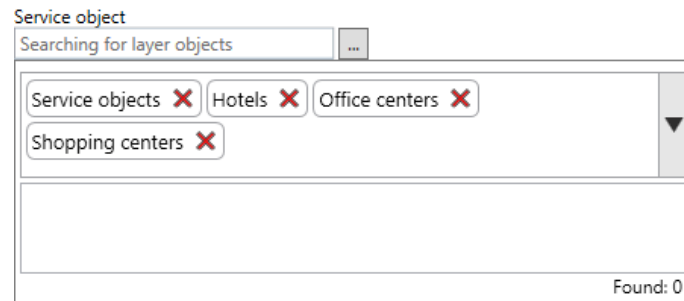 Service object
Searching for layer objects ...
Service objects Hotels Office centers
Shopping centers
Found: 0